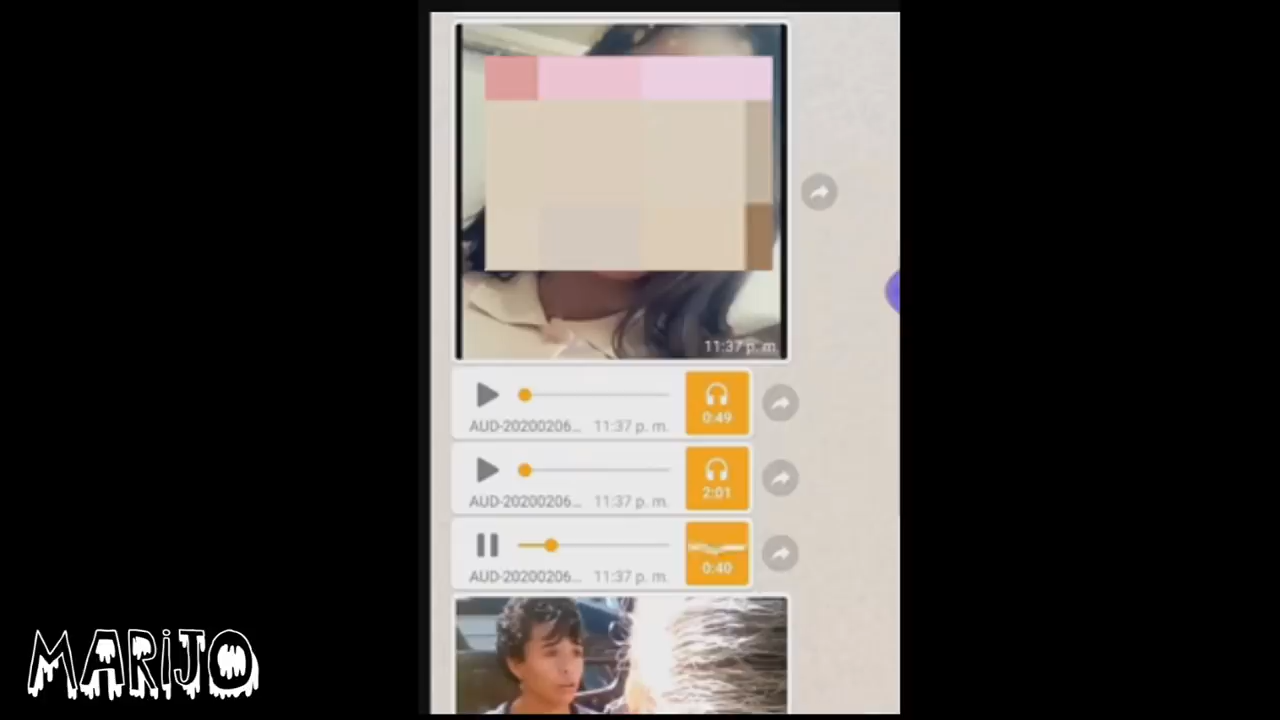 11:37 p. m.
0:49
AUD-20200206... 11:37 p. m.
2:01
AUD-20200206... 11:37 p. m.
0:40
AUD-20200206... 11:37 p. m.
MARiJO